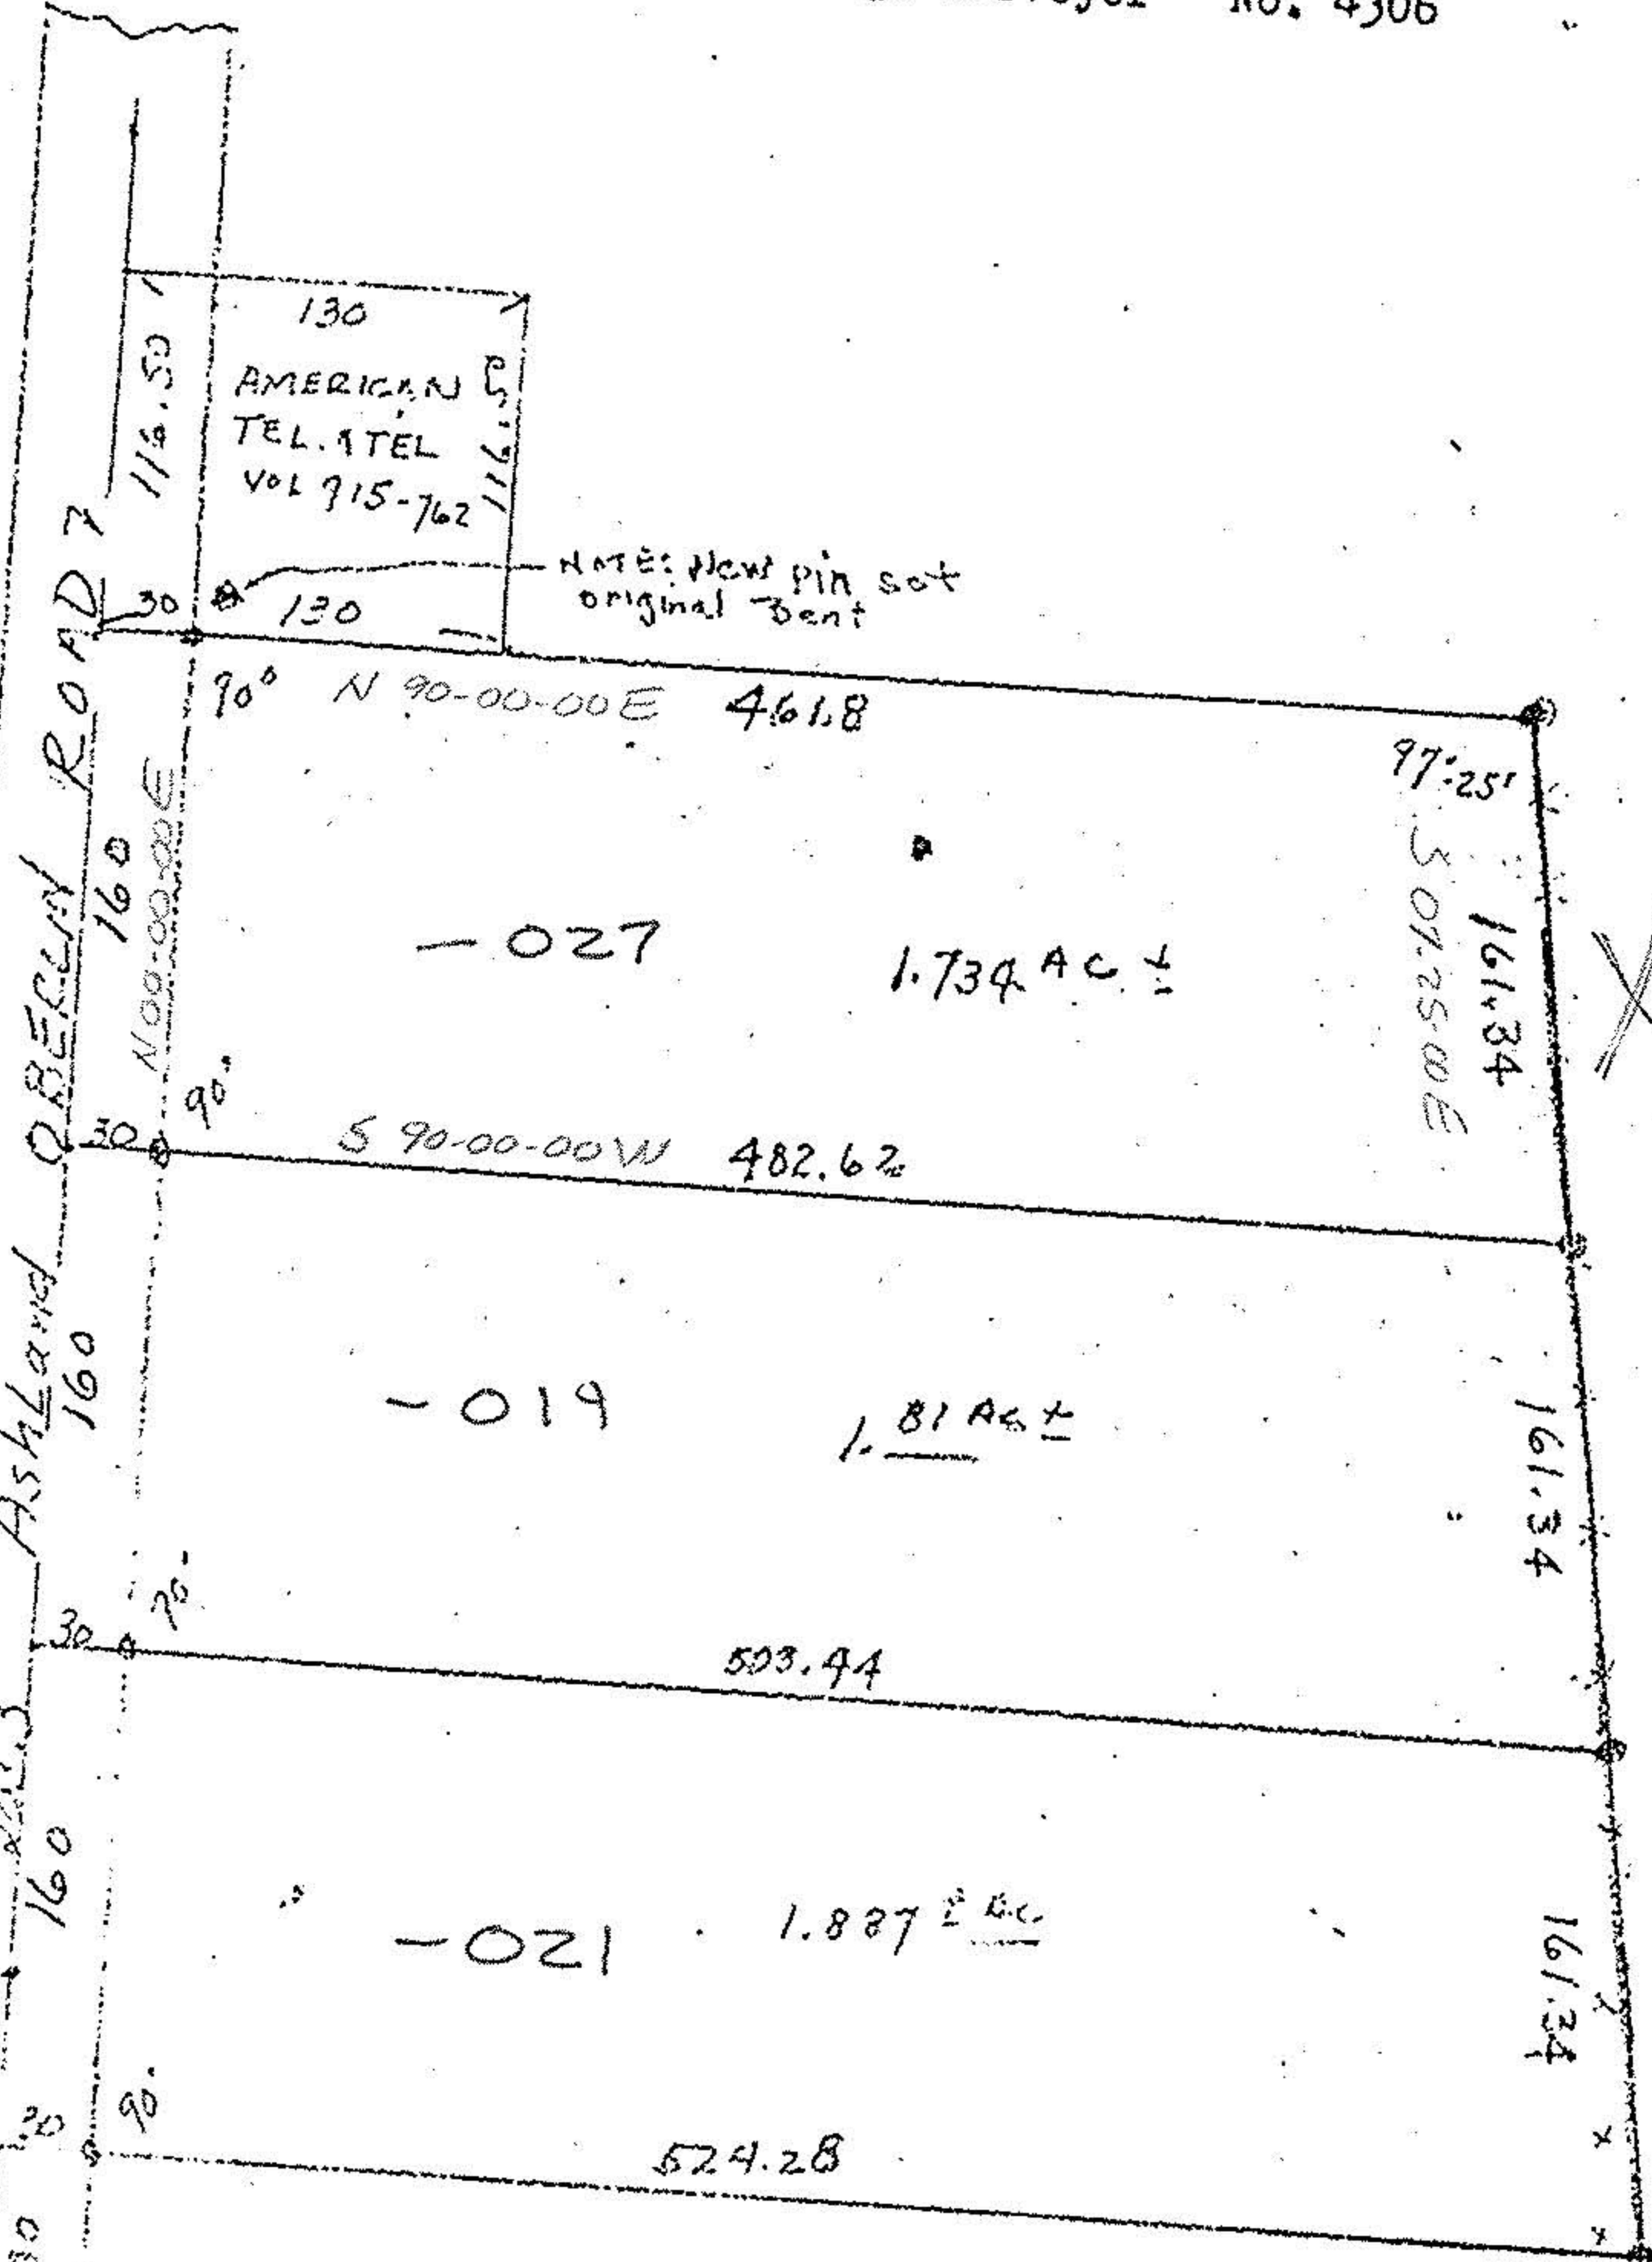 No. 4306
130
116.50
AMERICAN
TEL. & TEL
VOL 915-762
116.5
NOTE: New pin set
original Bent
30
130
90° N 90-00-00E 461.8
97°-25'
OBERLIN ROAD
160
N00-00-00E
-027
1.734 AC ±
161.34
S 07-25-00E
90°
30
S 90-00-00W 482.62
Ashland
160
-019
1.81 Ac ±
161.34
90°
30
503.44
160
-021
1.887 ± Ac.
161.34
90°
30
524.28